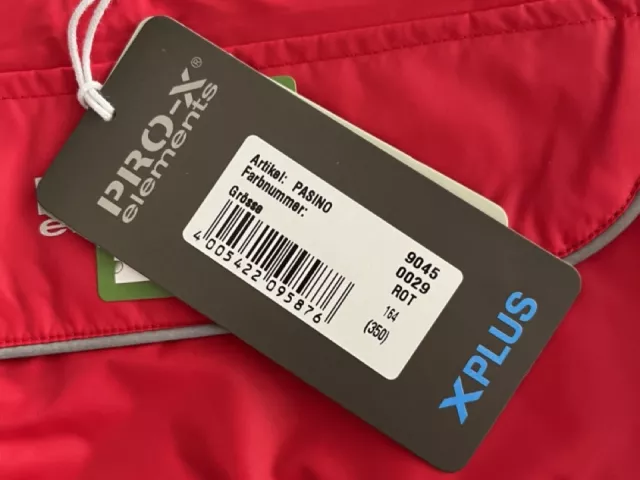 PRO-X®
elements
Artikel: PASINO
Farbnummer:
Grösse
9045
0029
ROT
164
(350)
4 005422 095876
XPLUS